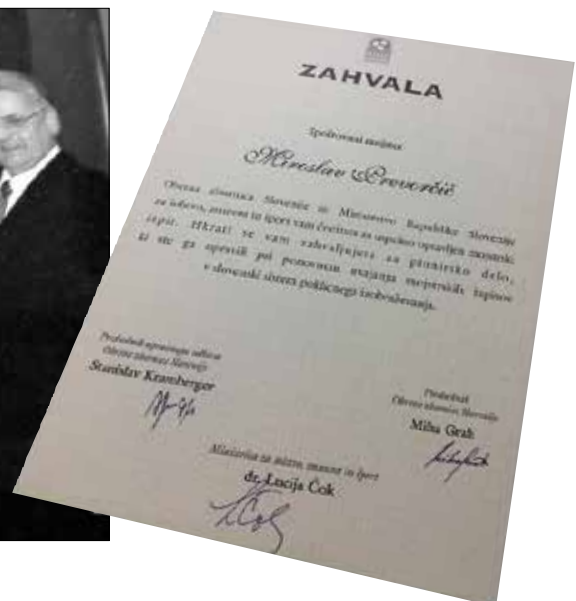 ZAHVALA
Spoštovani mojster
Miroslav Prevorčič
Obrtna zbornica Slovenije in Ministrstvo Republike Slovenije
za šolstvo, znanost in šport vam čestitata za uspešno opravljen mojstrski
izpit. Hkrati se vam zahvaljujeta za pionirsko delo,
ki ste ga opravili pri ponovnem uvajanju mojstrskih izpitov
v slovenski sistem poklicnega izobraževanja.
Predsednik upravnega odbora
Obrtne zbornice Slovenije
Stanislav Kramberger
Predsednik
Obrtne zbornice Slovenije
Miha Grah
Ministrica za šolstvo, znanost in šport
dr. Lucija Čok